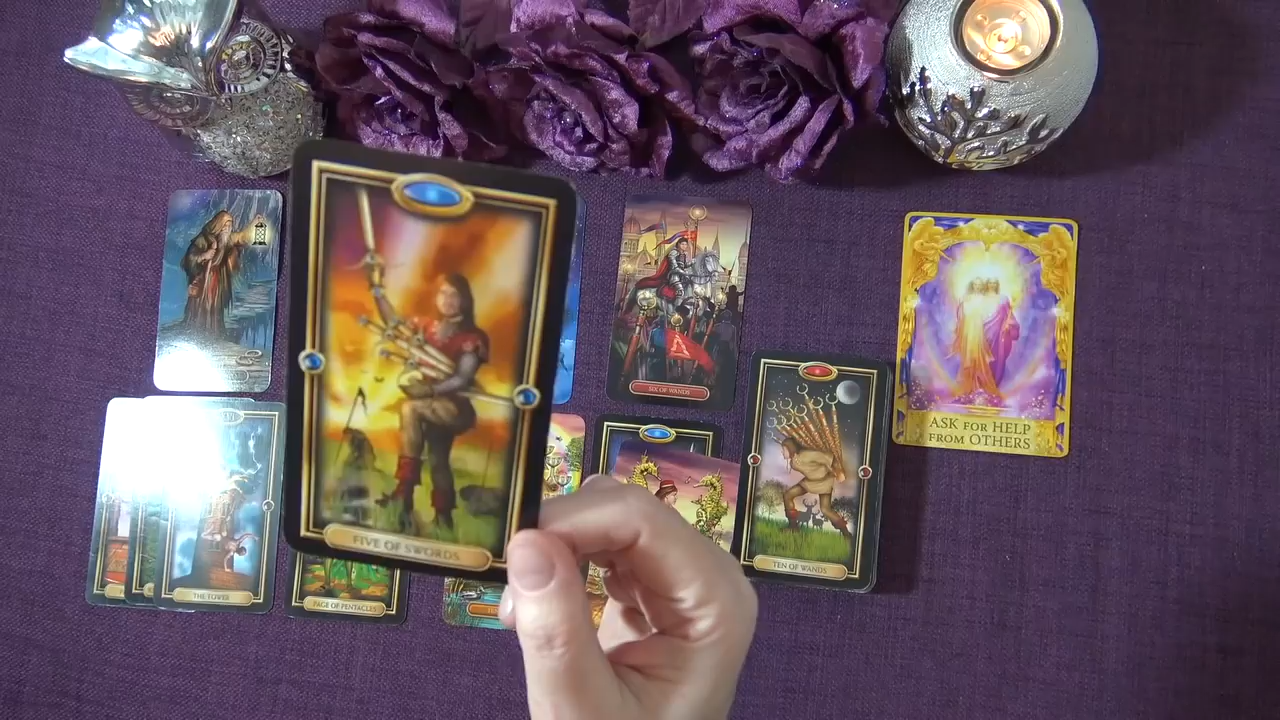 SIX OF WANDS
ASK FOR HELP
FROM OTHERS
FIVE OF SWORDS
TEN OF WANDS
THE TOWER
PAGE OF PENTACLES